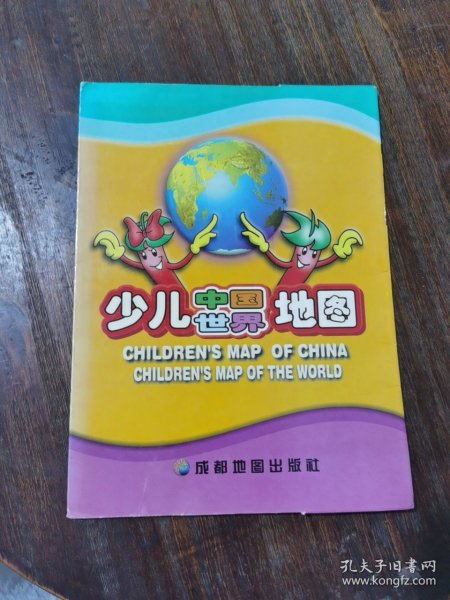 少儿中国世界地图
CHILDREN'S MAP OF CHINA
CHILDREN'S MAP OF THE WORLD
成都地图出版社
孔夫子旧书网
www.kongfz.com